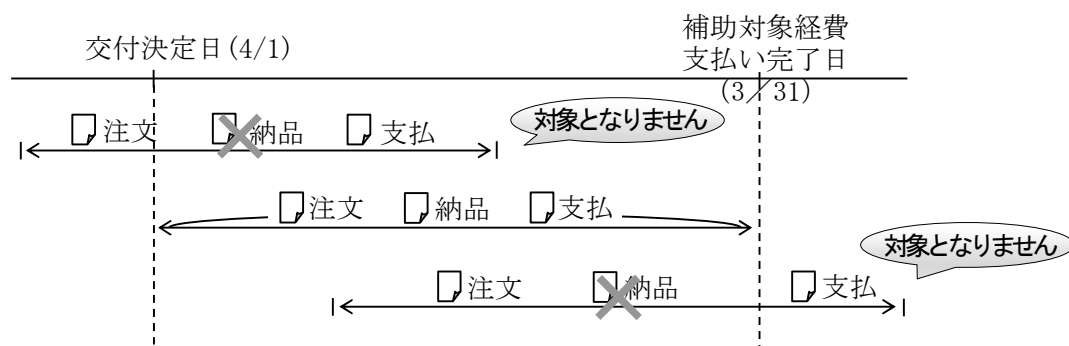 交付決定日(4/1)
補助対象経費
支払い完了日
(3/31)
注文 納品 支払
対象となりません
注文 納品 支払
対象となりません
注文 納品 支払